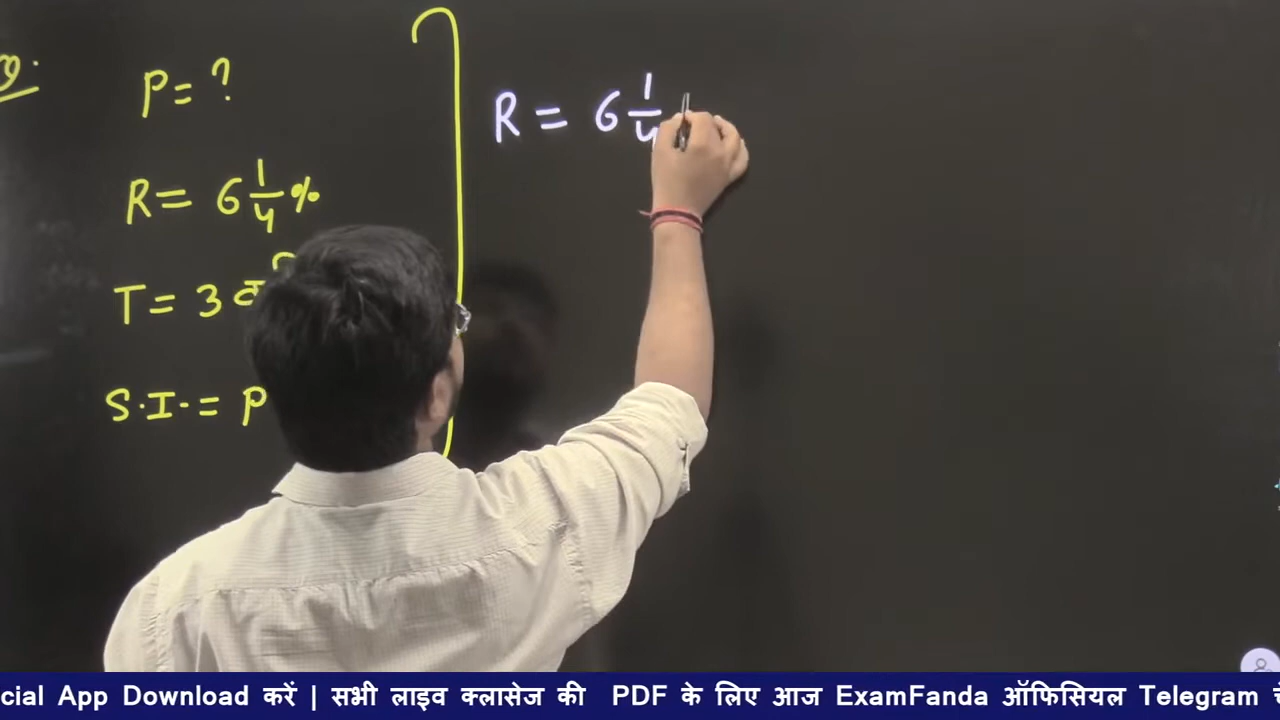 P = ?
R = 6 1/4 %
T = 3
S.I. = P
R = 6 1/4
cial App Download करें | सभी लाइव क्लासेज की PDF के लिए आज ExamFanda ऑफिसियल Telegram